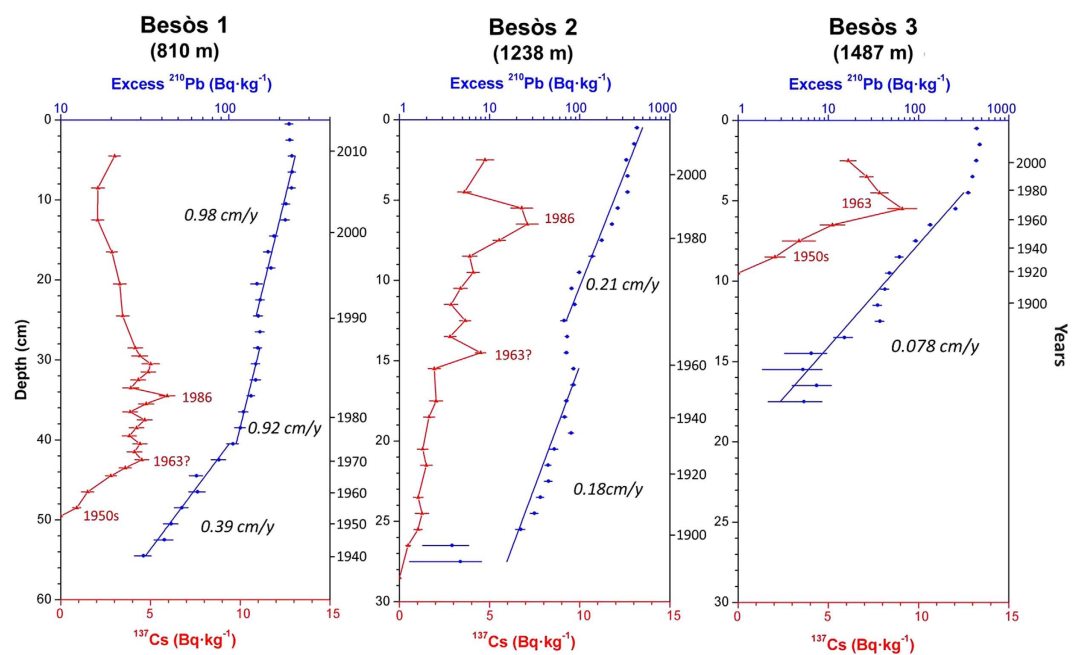 Besòs 1
(810 m)
Excess ²¹⁰Pb (Bq·kg⁻¹)
10 100
0
10
20
30
40
50
60
Depth (cm)
2010
2000
1990
1980
1970
1960
1950
1940
0.98 cm/y
0.92 cm/y
0.39 cm/y
1986
1963?
1950s
0 5 10 15
¹³⁷Cs (Bq·kg⁻¹)
Besòs 2
(1238 m)
Excess ²¹⁰Pb (Bq·kg⁻¹)
1 10 100 1000
0
5
10
15
20
25
30
2000
1980
1960
1940
1920
1900
1986
0.21 cm/y
1963?
0.18cm/y
0 5 10 15
¹³⁷Cs (Bq·kg⁻¹)
Besòs 3
(1487 m)
Excess ²¹⁰Pb (Bq·kg⁻¹)
1 10 100 1000
0
5
10
15
20
25
30
2000
1980
1960
1940
1920
1900
Years
1963
1950s
0.078 cm/y
0 5 10 15
¹³⁷Cs (Bq·kg⁻¹)